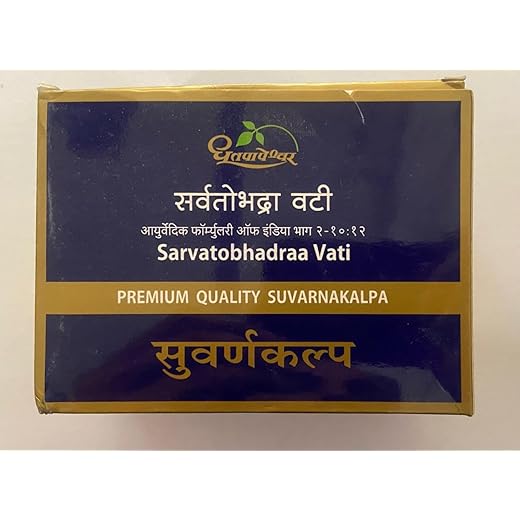 धूतपापेश्वर
सर्वतोभद्रा वटी
आयुर्वेदिक फॉर्म्युलरी ऑफ इंडिया भाग २-१०:१२
Sarvatobhadraa Vati
PREMIUM QUALITY SUVARNAKALPA
सुवर्णकल्प